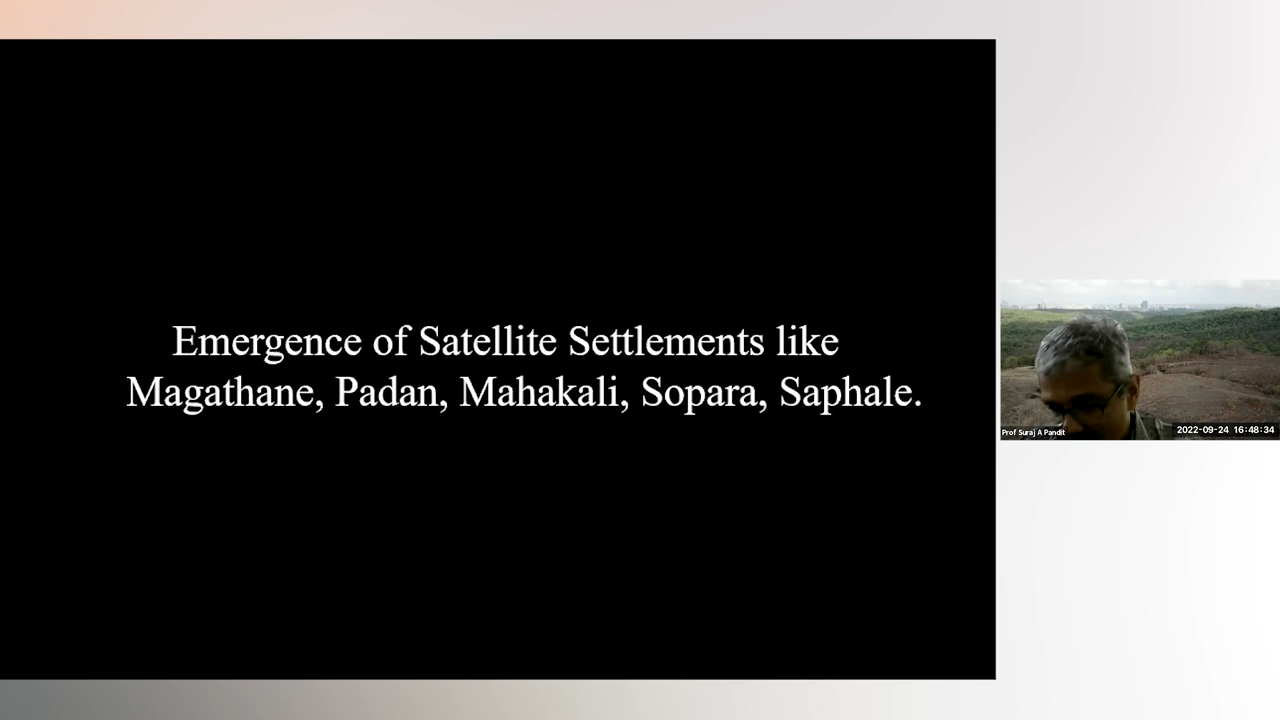 Emergence of Satellite Settlements like
Magathane, Padan, Mahakali, Sopara, Saphale.
Prof Suraj A Pandit
2022-09-24 16:48:34